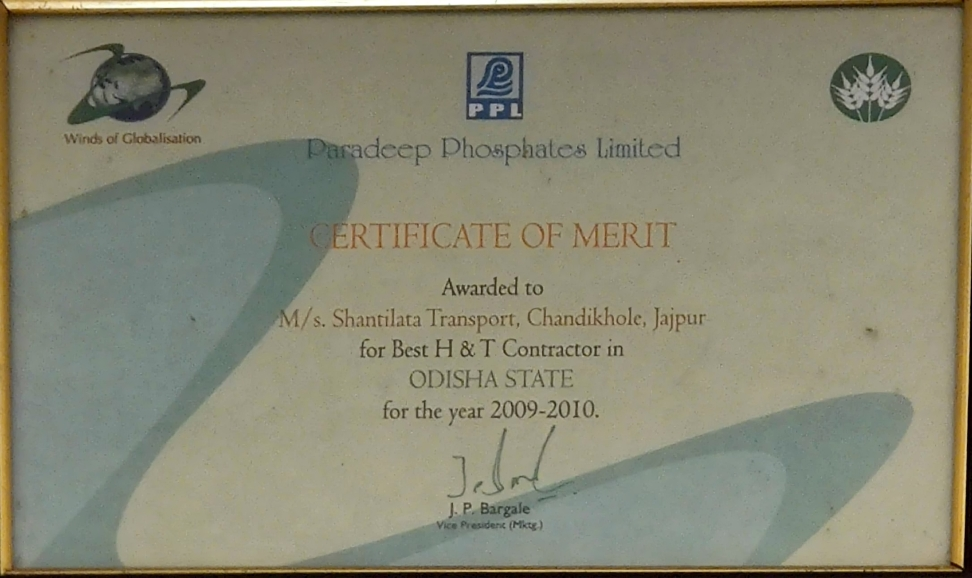 Winds of Globalisation
PPL
Paradeep Phosphates Limited
CERTIFICATE OF MERIT
Awarded to
M/s. Shantilata Transport, Chandikhole, Jajpur
for Best H & T Contractor in
ODISHA STATE
for the year 2009-2010.
J. P. Bargale
Vice President (Mktg.)